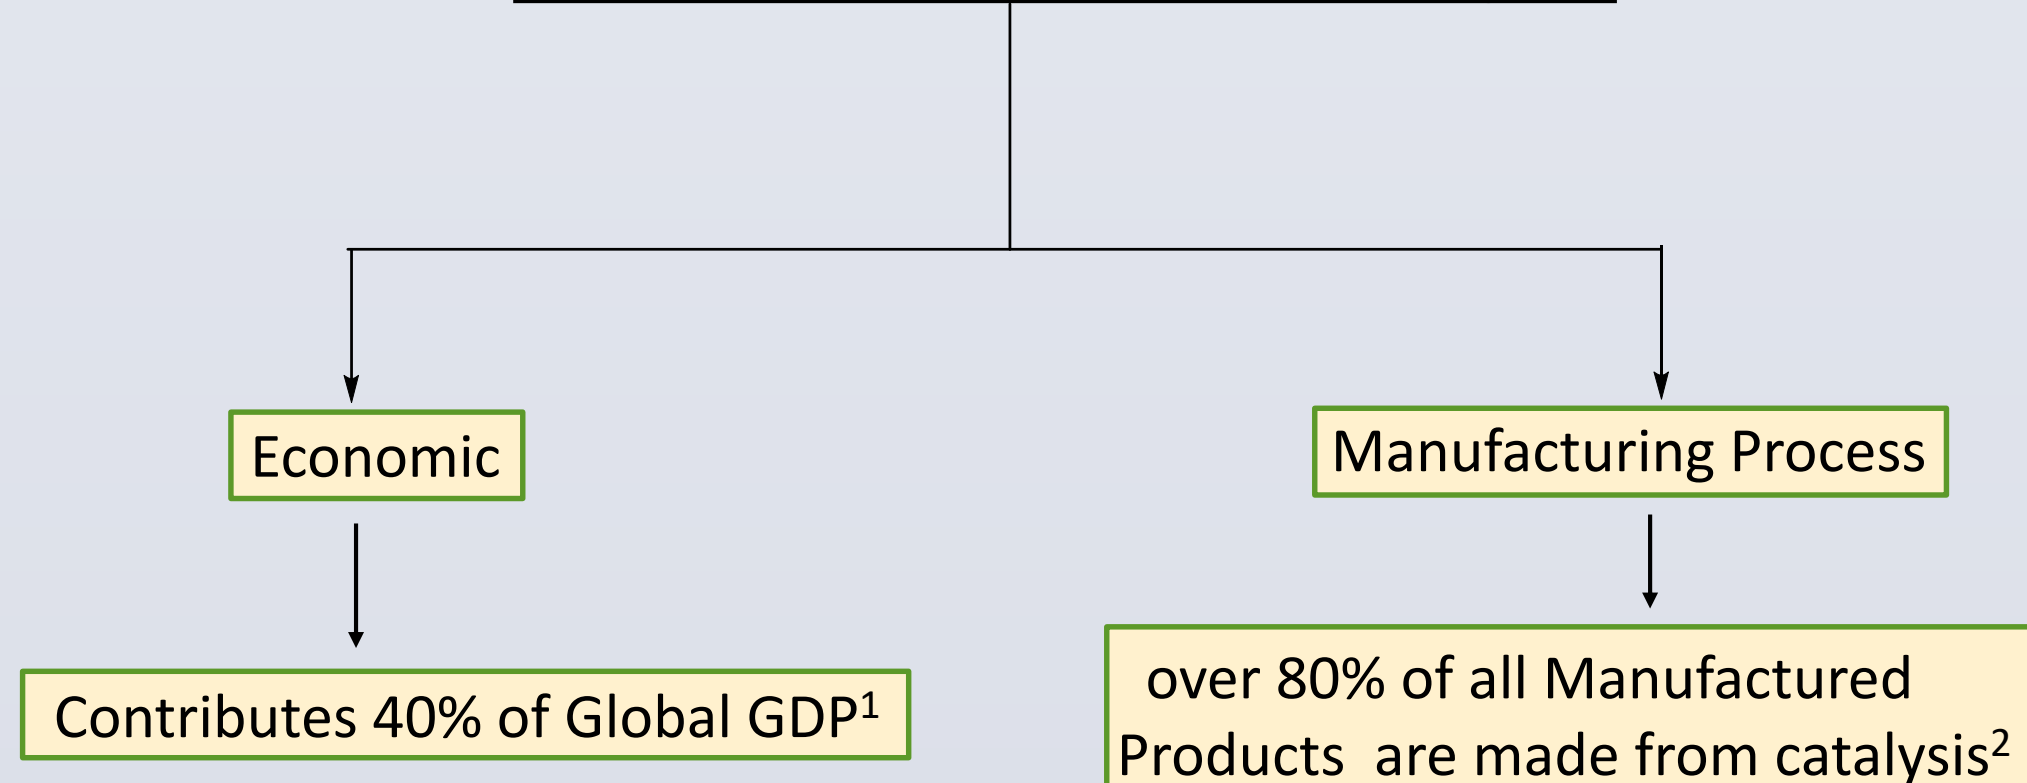 Economic
Manufacturing Process
Contributes 40% of Global GDP¹
over 80% of all Manufactured
Products are made from catalysis²